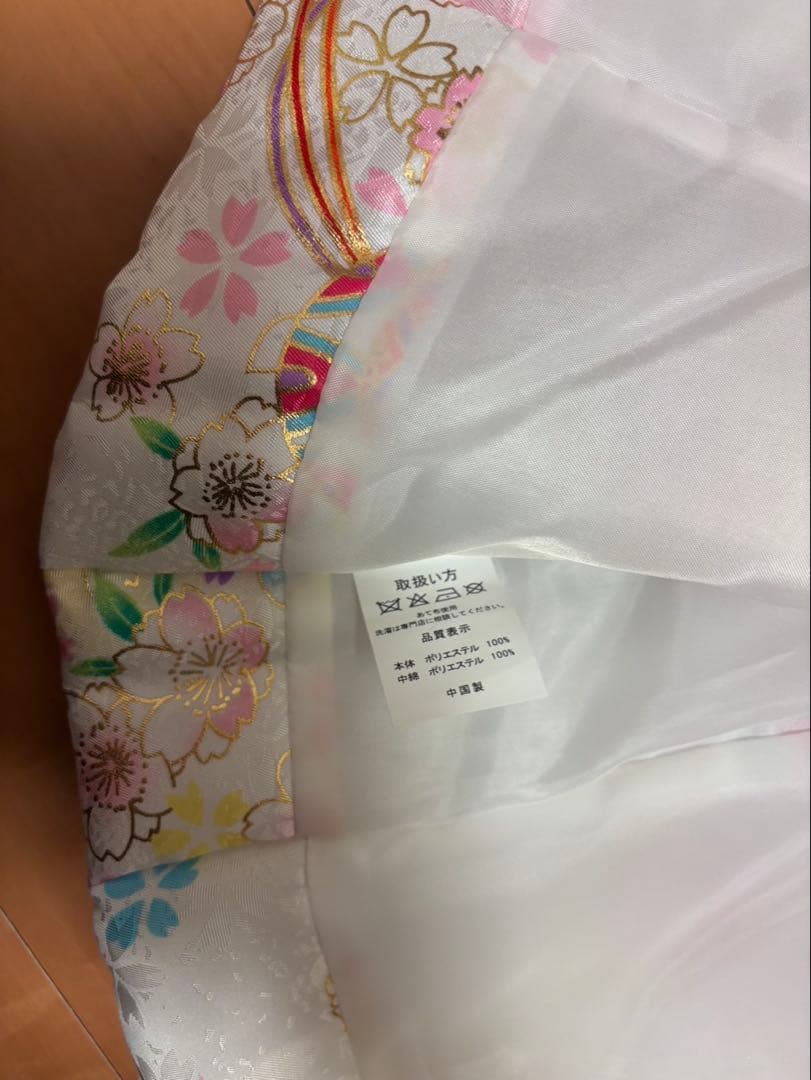 取扱い方
あて布使用
洗濯は専門店に相談してください。
品質表示
本体 ポリエステル 100%
中綿 ポリエステル 100%
中国製